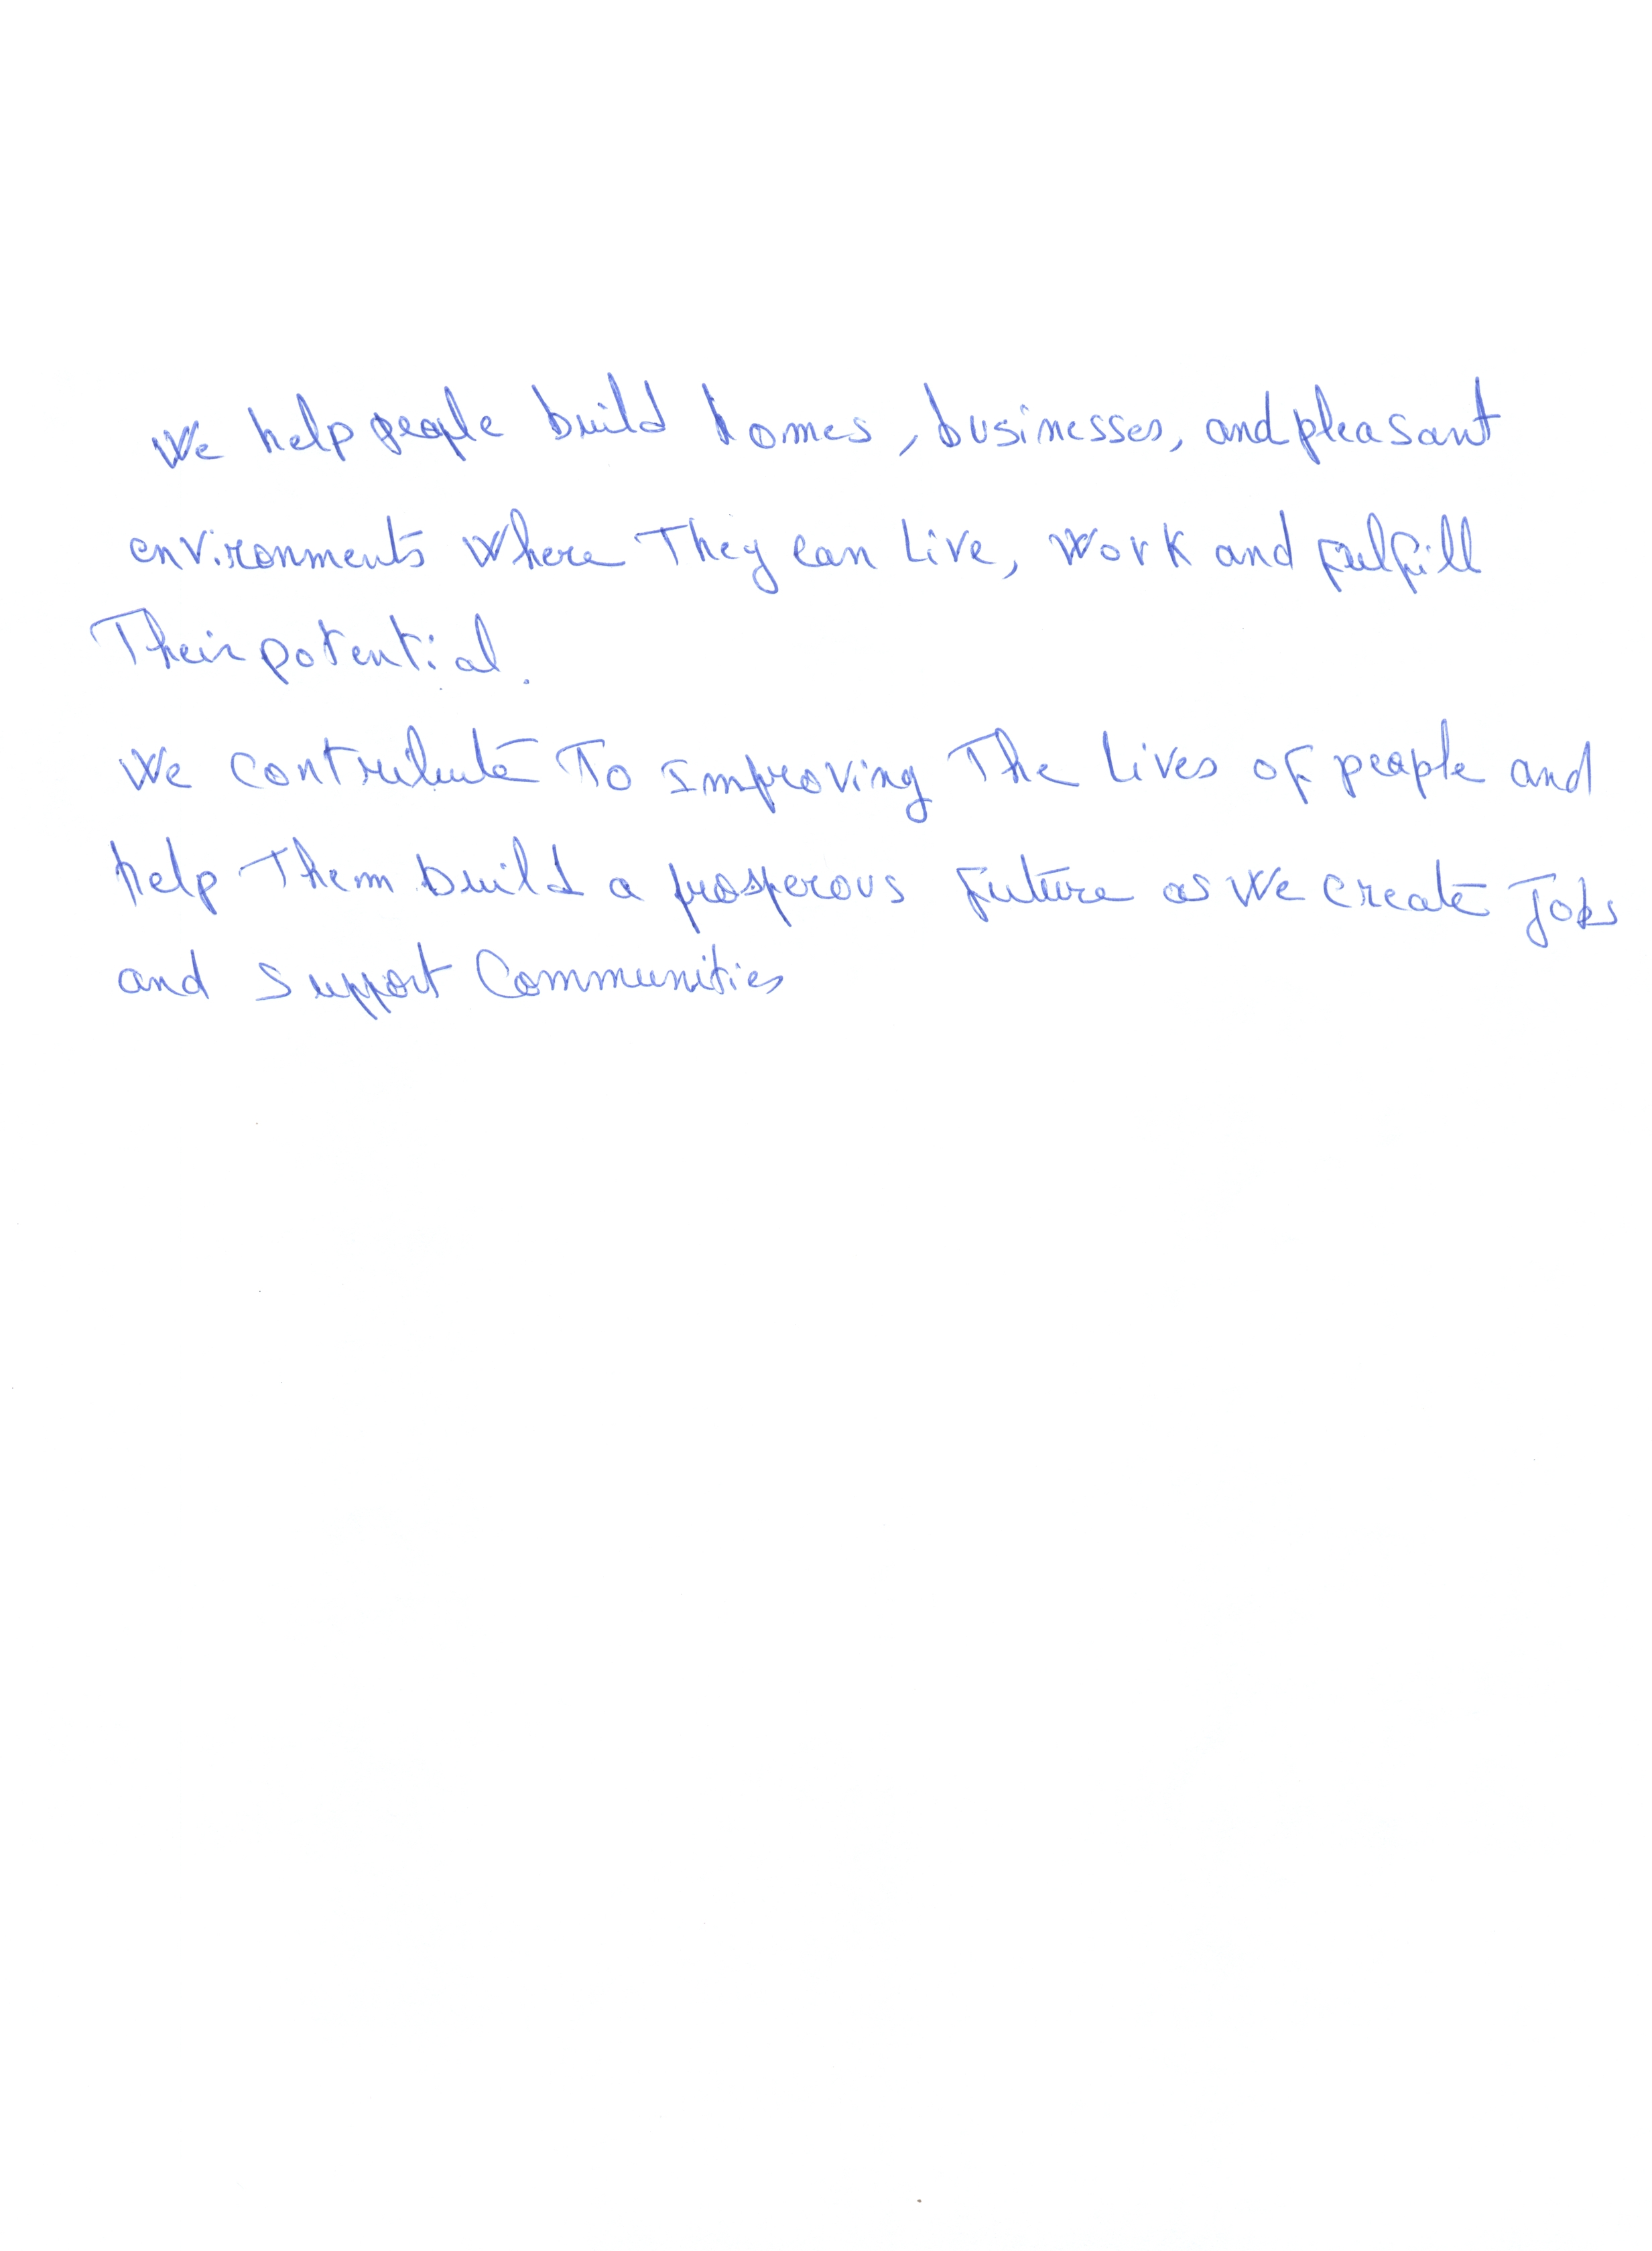 We help people build homes, businesses, and pleasant
environments where They can Live, work and fulfill
Their potential.
We contribute To Improving The lives of people and
help Them build a prosperous future as we create Jobs
and support Communities